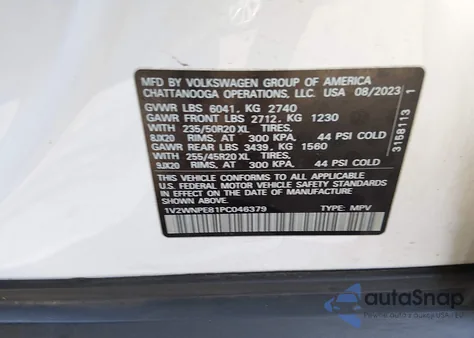 MFD BY VOLKSWAGEN GROUP OF AMERICA
CHATTANOOGA OPERATIONS, LLC. USA 08/2023
GVWR LBS 6041. KG 2740
GAWR FRONT LBS 2712. KG 1230
WITH 235/50R20 XL TIRES.
8JX20 RIMS, AT 300 KPA. 44 PSI COLD
GAWR REAR LBS 3439. KG 1560
WITH 255/45R20 XL TIRES.
9JX20 RIMS, AT 300 KPA. 44 PSI COLD
THIS VEHICLE CONFORMS TO ALL APPLICABLE
U.S. FEDERAL MOTOR VEHICLE SAFETY STANDARDS IN
EFFECT ON THE DATE OF MANUFACTURE
SHOWN ABOVE.
1V2WNPE81PC046379 TYPE: MPV
3198113 1
autoSnap